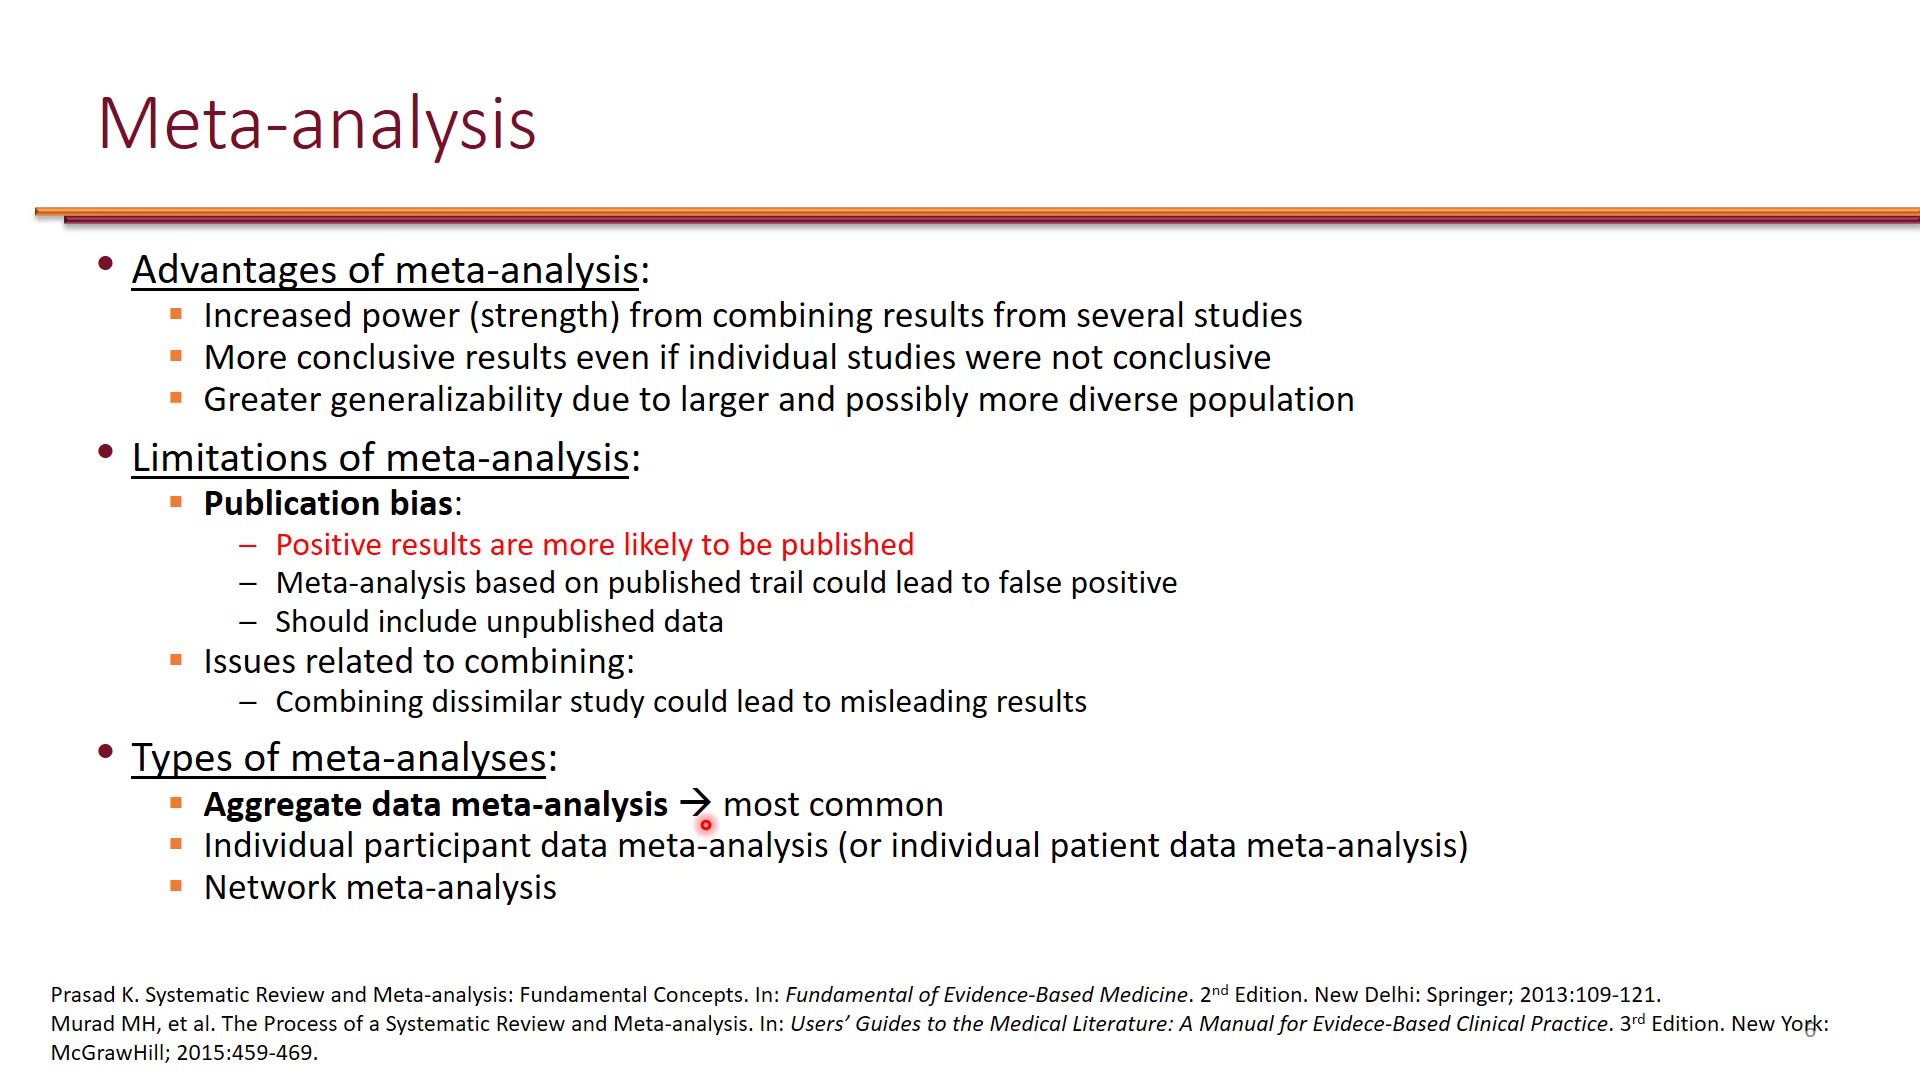 Meta-analysis
• Advantages of meta-analysis:
▪ Increased power (strength) from combining results from several studies
▪ More conclusive results even if individual studies were not conclusive
▪ Greater generalizability due to larger and possibly more diverse population
• Limitations of meta-analysis:
▪ Publication bias:
– Positive results are more likely to be published
– Meta-analysis based on published trail could lead to false positive
– Should include unpublished data
▪ Issues related to combining:
– Combining dissimilar study could lead to misleading results
• Types of meta-analyses:
▪ Aggregate data meta-analysis → most common
▪ Individual participant data meta-analysis (or individual patient data meta-analysis)
▪ Network meta-analysis
Prasad K. Systematic Review and Meta-analysis: Fundamental Concepts. In: Fundamental of Evidence-Based Medicine. 2nd Edition. New Delhi: Springer; 2013:109-121.
Murad MH, et al. The Process of a Systematic Review and Meta-analysis. In: Users’ Guides to the Medical Literature: A Manual for Evidece-Based Clinical Practice. 3rd Edition. New York:
McGrawHill; 2015:459-469.
6